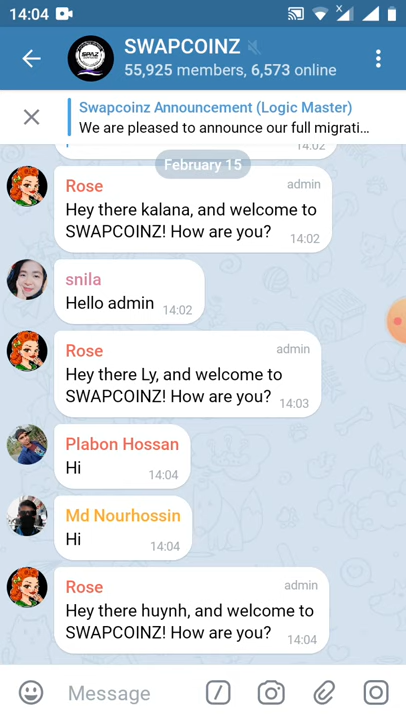 14:04
SWAPCOINZ
55,925 members, 6,573 online
Swapcoinz Announcement (Logic Master)
We are pleased to announce our full migrati…
14:02
February 15
Rose admin
Hey there kalana, and welcome to
SWAPCOINZ! How are you? 14:02
snila
Hello admin 14:02
Rose admin
Hey there Ly, and welcome to
SWAPCOINZ! How are you? 14:03
Plabon Hossan
Hi
14:04
Md Nourhossin
Hi
14:04
Rose admin
Hey there huynh, and welcome to
SWAPCOINZ! How are you? 14:04
Message